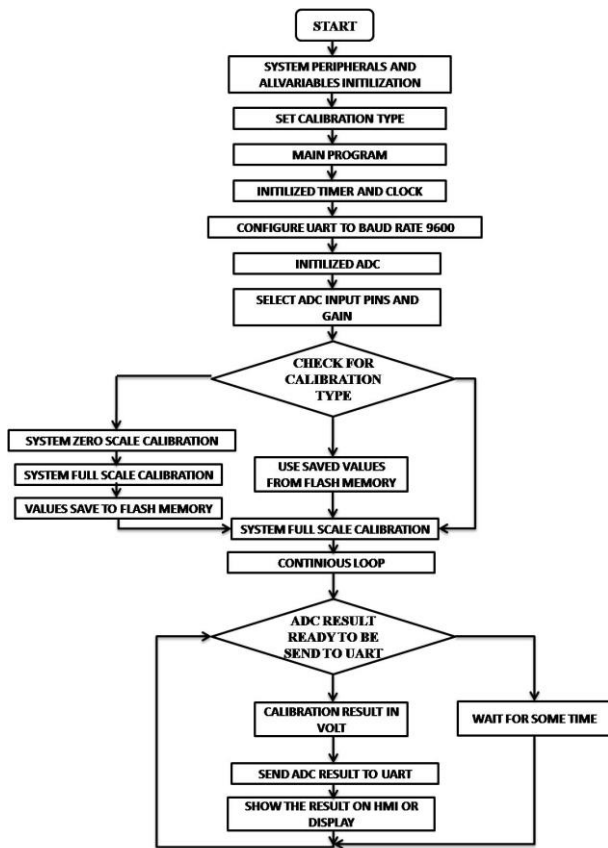 START
SYSTEM PERIPHERALS AND
ALLVARIABLES INITILIZATION
SET CALIBRATION TYPE
MAIN PROGRAM
INITILIZED TIMER AND CLOCK
CONFIGURE UART TO BAUD RATE 9600
INITILIZED ADC
SELECT ADC INPUT PINS AND
GAIN
CHECK FOR
CALIBRATION
TYPE
SYSTEM ZERO SCALE CALIBRATION
SYSTEM FULL SCALE CALIBRATION
VALUES SAVE TO FLASH MEMORY
USE SAVED VALUES
FROM FLASH MEMORY
SYSTEM FULL SCALE CALIBRATION
CONTINIOUS LOOP
ADC RESULT
READY TO BE
SEND TO UART
CALIBRATION RESULT IN
VOLT
WAIT FOR SOME TIME
SEND ADC RESULT TO UART
SHOW THE RESULT ON HMI OR
DISPLAY